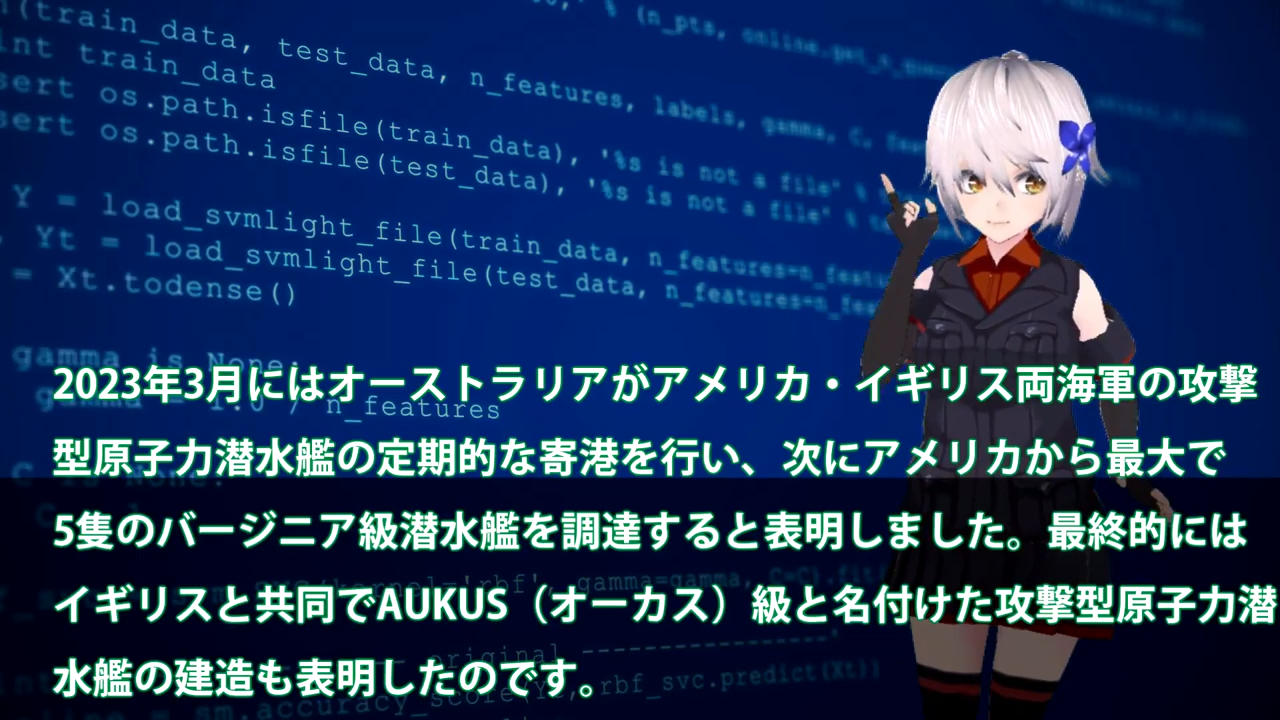 (train_data, test_data, n_features, labels, gamma, C,
int train_data
sert os.path.isfile(train_data), '%s is not a file' %
sert os.path.isfile(test_data), '%s is not a file' %
Y = load_svmlight_file(train_data,
Yt = load_svmlight_file(test_data,
= Xt.todense()
gamma is None:
gamma = 1.0 / n_features
2023年3月にはオーストラリアがアメリカ・イギリス両海軍の攻撃
型原子力潜水艦の定期的な寄港を行い、次にアメリカから最大で
5隻のバージニア級潜水艦を調達すると表明しました。最終的には
イギリスと共同でAUKUS（オーカス）級と名付けた攻撃型原子力潜
水艦の建造も表明したのです。